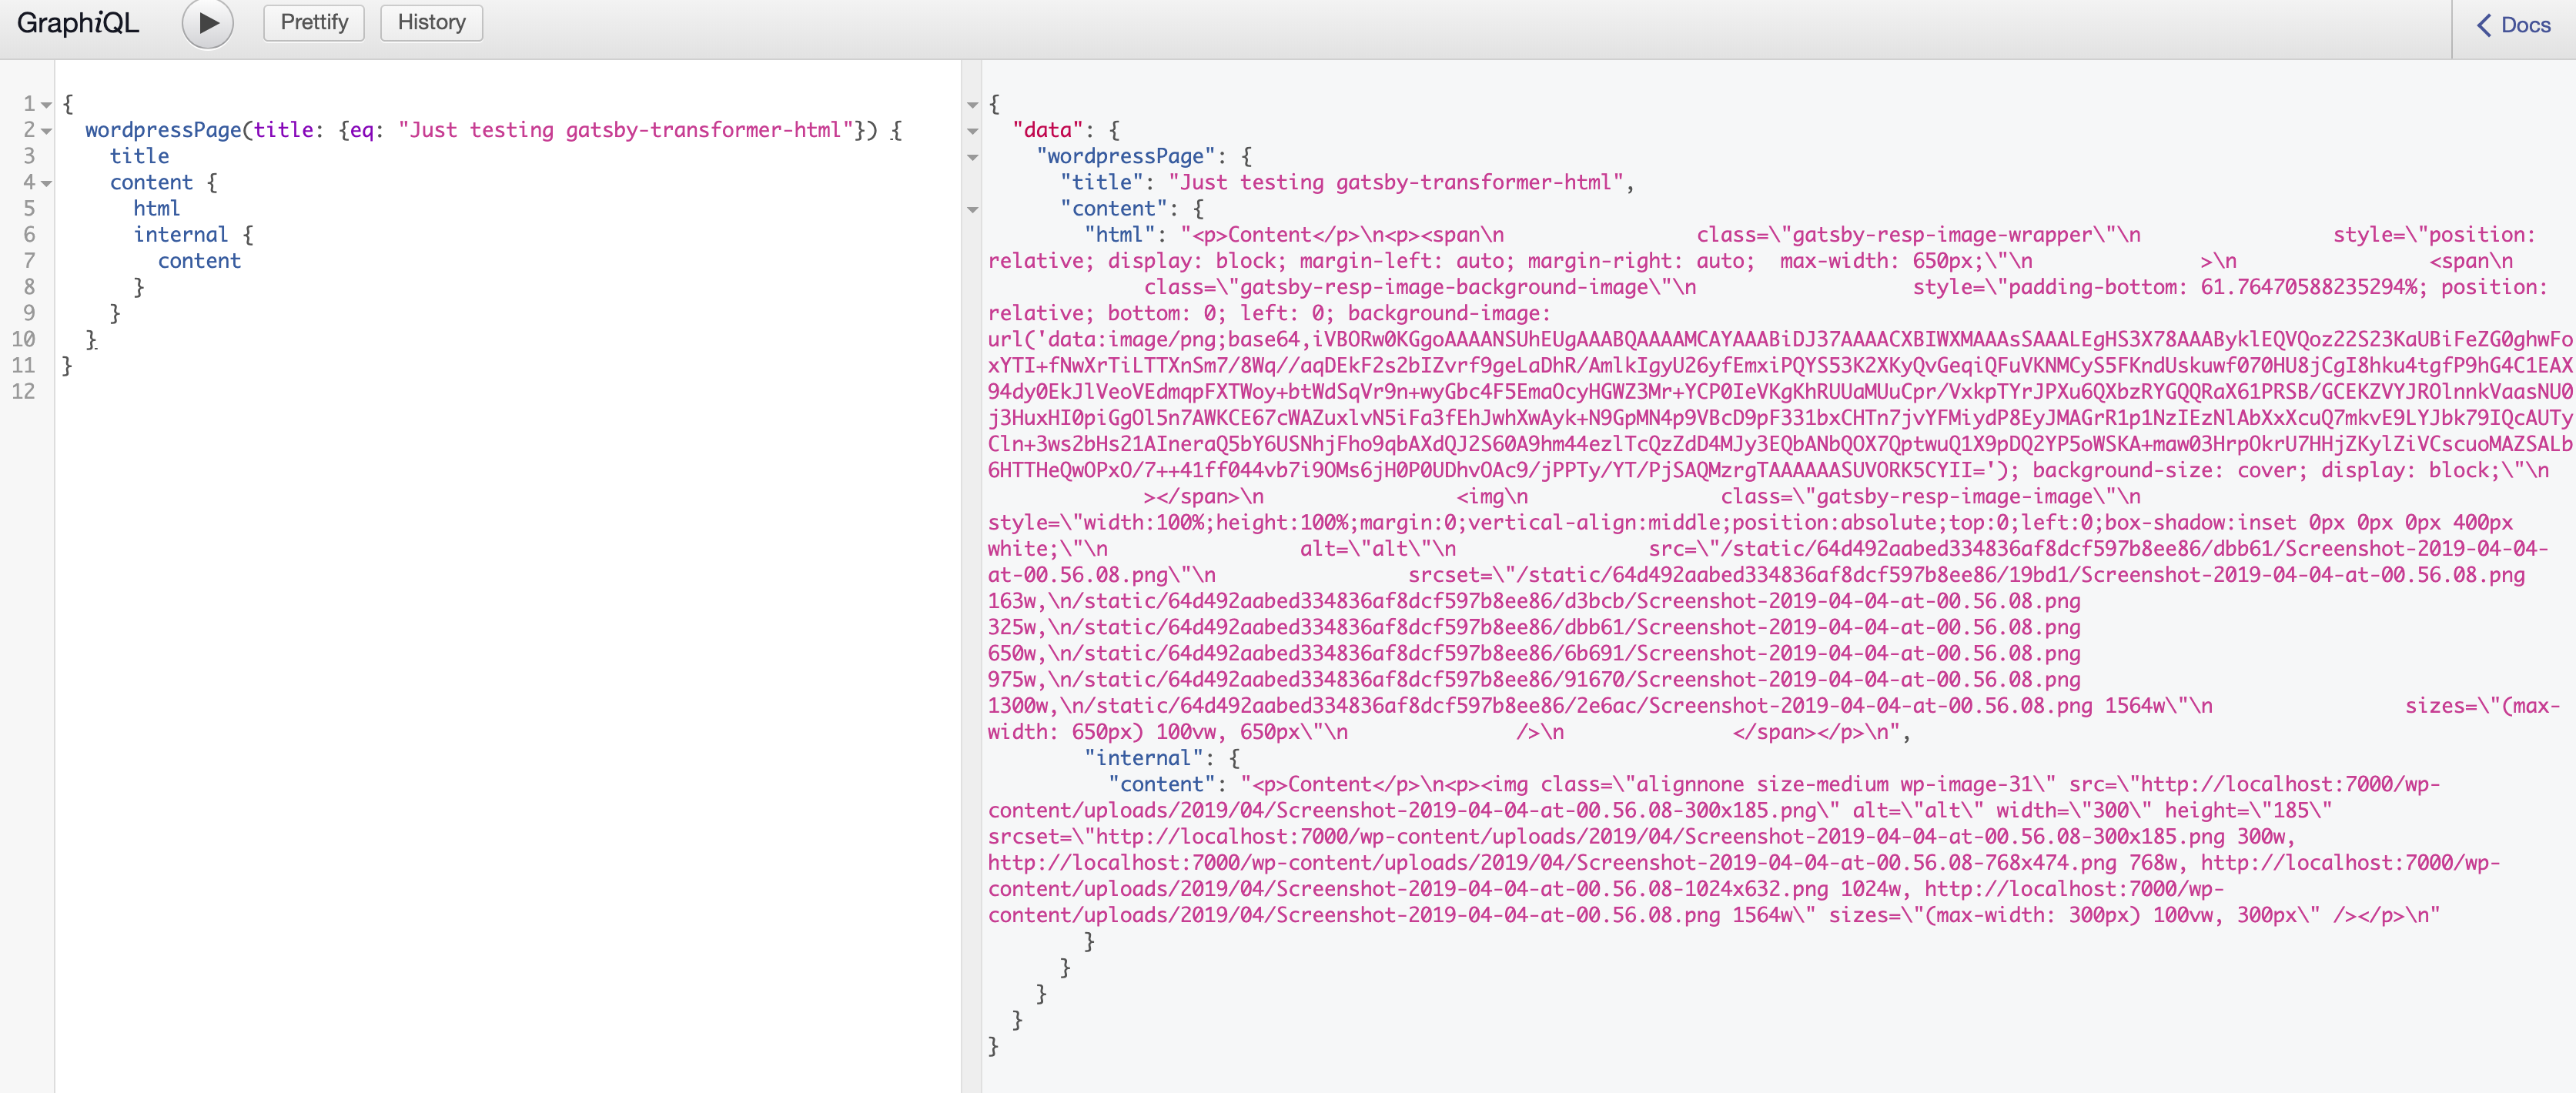 GraphiQL
Prettify
History
Docs
1 {
2 wordpressPage(title: {eq: "Just testing gatsby-transformer-html"}) {
3 title
4 content {
5 html
6 internal {
7 content
8 }
9 }
10 }
11 }
12
{
"data": {
"wordpressPage": {
"title": "Just testing gatsby-transformer-html",
"content": {
"html": "<p>Content</p>\n<p><span\n class=\"gatsby-resp-image-wrapper\"\n style=\"position:
relative; display: block; margin-left: auto; margin-right: auto; max-width: 650px;\"\n >\n <span\n
class=\"gatsby-resp-image-background-image\"\n style=\"padding-bottom: 61.76470588235294%; position:
relative; bottom: 0; left: 0; background-image:
url('data:image/png;base64,iVBORw0KGgoAAAANSUhEUgAAABQAAAAMCAYAAABiDJ37AAAACXBIWXMAAAsSAAALEgHS3X78AAAByklEQVQoz22S23KaUBiFeZG0ghwFo
xYTI+fNwXrTiLTTXnSm7/8Wq//aqDEkF2s2bIZvrf9geLaDhR/AmlkIgyU26yfEmxiPQYS53K2XKyQvGeqiQFuVKNMCyS5FKndUskuwf070HU8jCgI8hku4tgfP9hG4C1EAX
94dy0EkJlVeoVEdmqpFXTWoy+btWdSqVr9n+wyGbc4F5EmaOcyHGWZ3Mr+YCP0IeVKgKhRUUaMUuCpr/VxkpTYrJPXu6QXbzRYGQQRaX61PRSB/GCEKZVYJROlnnkVaasNU0
j3HuxHI0piGgOl5n7AWKCE67cWAZuxlvN5iFa3fEhJwhXwAyk+N9GpMN4p9VBcD9pF331bxCHTn7jvYFMiydP8EyJMAGrR1p1NzIEzNlAbXxXcuQ7mkvE9LYJbk79IQcAUTy
Cln+3ws2bHs21AIneraQ5bY6USNhjFho9qbAXdQJ2S60A9hm44ezlTcQzZdD4MJy3EQbANbQOX7QptwuQ1X9pDQ2YP5oWSKA+maw03HrpOkrU7HHjZKylZiVCscuoMAZSALb
6HTTHeQwOPxO/7++41ff044vb7i9OMs6jH0P0UDhvOAc9/jPPTy/YT/PjSAQMzrgTAAAAAASUVORK5CYII='); background-size: cover; display: block;\"\n
></span>\n <img\n class=\"gatsby-resp-image-image\"\n
style=\"width:100%;height:100%;margin:0;vertical-align:middle;position:absolute;top:0;left:0;box-shadow:inset 0px 0px 0px 400px
white;\"\n alt=\"alt\"\n src=\"/static/64d492aabed334836af8dcf597b8ee86/dbb61/Screenshot-2019-04-04-
at-00.56.08.png\"\n srcset=\"/static/64d492aabed334836af8dcf597b8ee86/19bd1/Screenshot-2019-04-04-at-00.56.08.png
163w,\n/static/64d492aabed334836af8dcf597b8ee86/d3bcb/Screenshot-2019-04-04-at-00.56.08.png
325w,\n/static/64d492aabed334836af8dcf597b8ee86/dbb61/Screenshot-2019-04-04-at-00.56.08.png
650w,\n/static/64d492aabed334836af8dcf597b8ee86/6b691/Screenshot-2019-04-04-at-00.56.08.png
975w,\n/static/64d492aabed334836af8dcf597b8ee86/91670/Screenshot-2019-04-04-at-00.56.08.png
1300w,\n/static/64d492aabed334836af8dcf597b8ee86/2e6ac/Screenshot-2019-04-04-at-00.56.08.png 1564w\"\n sizes=\"(max-
width: 650px) 100vw, 650px\"\n />\n </span></p>\n",
"internal": {
"content": "<p>Content</p>\n<p><img class=\"alignnone size-medium wp-image-31\" src=\"http://localhost:7000/wp-
content/uploads/2019/04/Screenshot-2019-04-04-at-00.56.08-300x185.png\" alt=\"alt\" width=\"300\" height=\"185\"
srcset=\"http://localhost:7000/wp-content/uploads/2019/04/Screenshot-2019-04-04-at-00.56.08-300x185.png 300w,
http://localhost:7000/wp-content/uploads/2019/04/Screenshot-2019-04-04-at-00.56.08-768x474.png 768w, http://localhost:7000/wp-
content/uploads/2019/04/Screenshot-2019-04-04-at-00.56.08-1024x632.png 1024w, http://localhost:7000/wp-
content/uploads/2019/04/Screenshot-2019-04-04-at-00.56.08.png 1564w\" sizes=\"(max-width: 300px) 100vw, 300px\" /></p>\n"
}
}
}
}
}